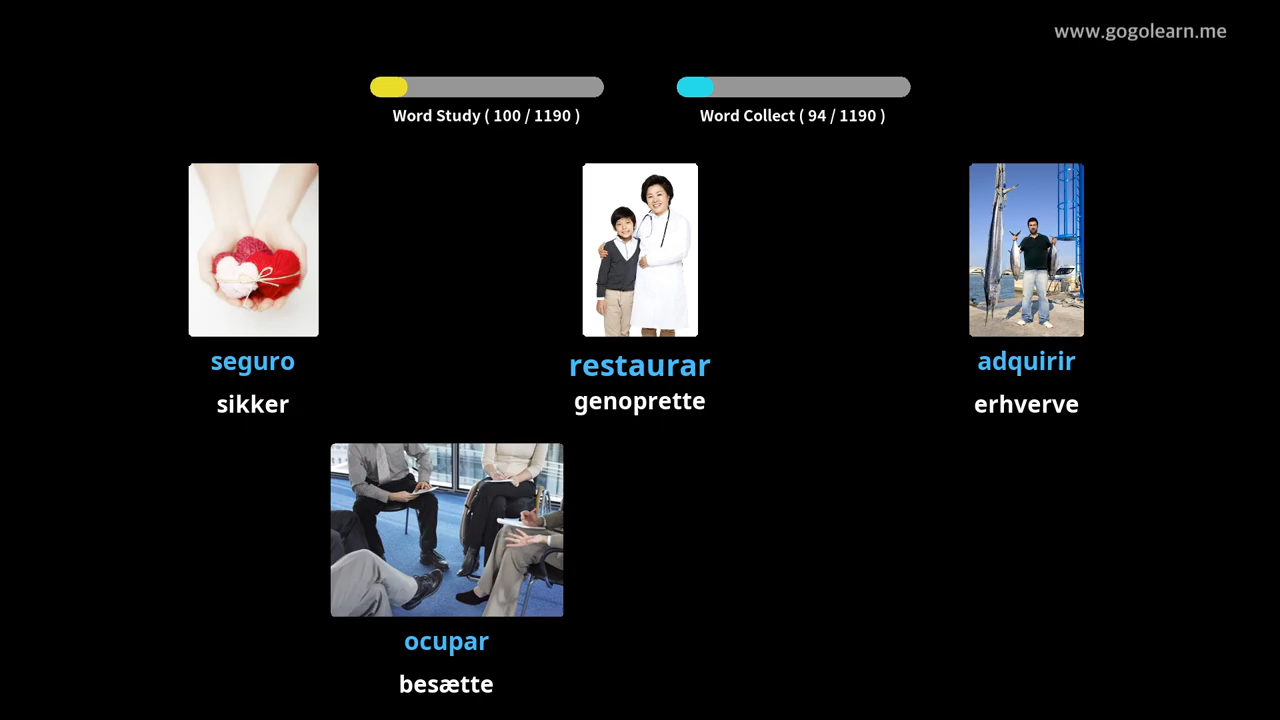 www.gogolearn.me
Word Study ( 100 / 1190 )
Word Collect ( 94 / 1190 )
seguro
sikker
restaurar
genoprette
adquirir
erhverve
ocupar
besætte